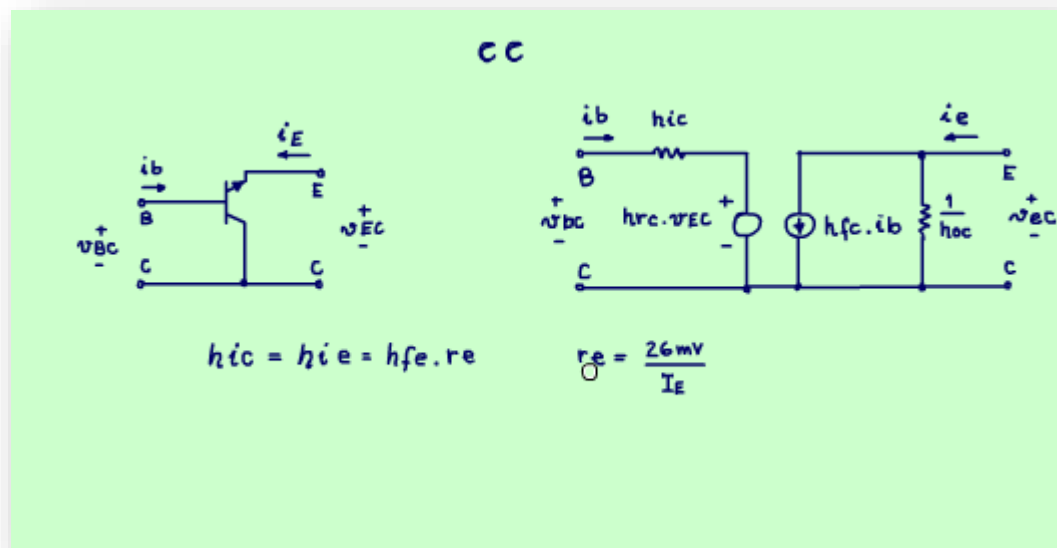 CC
ib
iE
B
E
+
vBC
-
+
vEC
-
C
C
ib
hic
ie
B
E
+
vbc
-
+
hrc.vEC
-
hfc.ib
1
hoc
+
vec
-
C
C
hic = hie = hfe.re
re = 26mV
IE